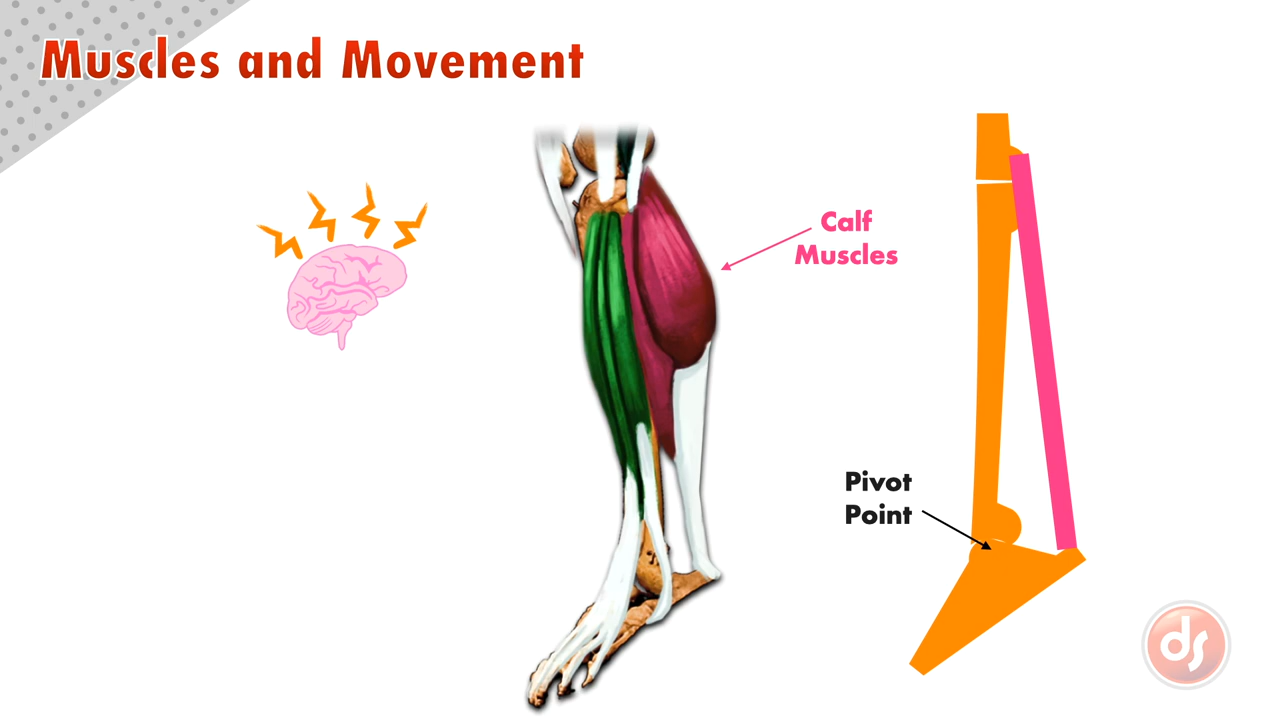 Muscles and Movement
Calf
Muscles
Pivot
Point
ds